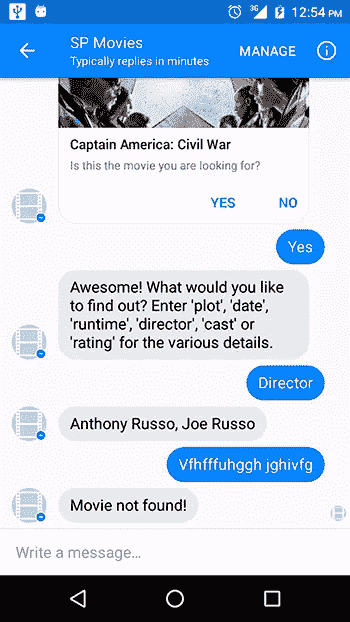 3G 12:54 PM
SP Movies
Typically replies in minutes
MANAGE
Captain America: Civil War
Is this the movie you are looking for?
YES NO
Yes
Awesome! What would you like
to find out? Enter 'plot', 'date',
'runtime', 'director', 'cast' or
'rating' for the various details.
Director
Anthony Russo, Joe Russo
Vfhfffuhggh jghivfg
Movie not found!
Write a message...